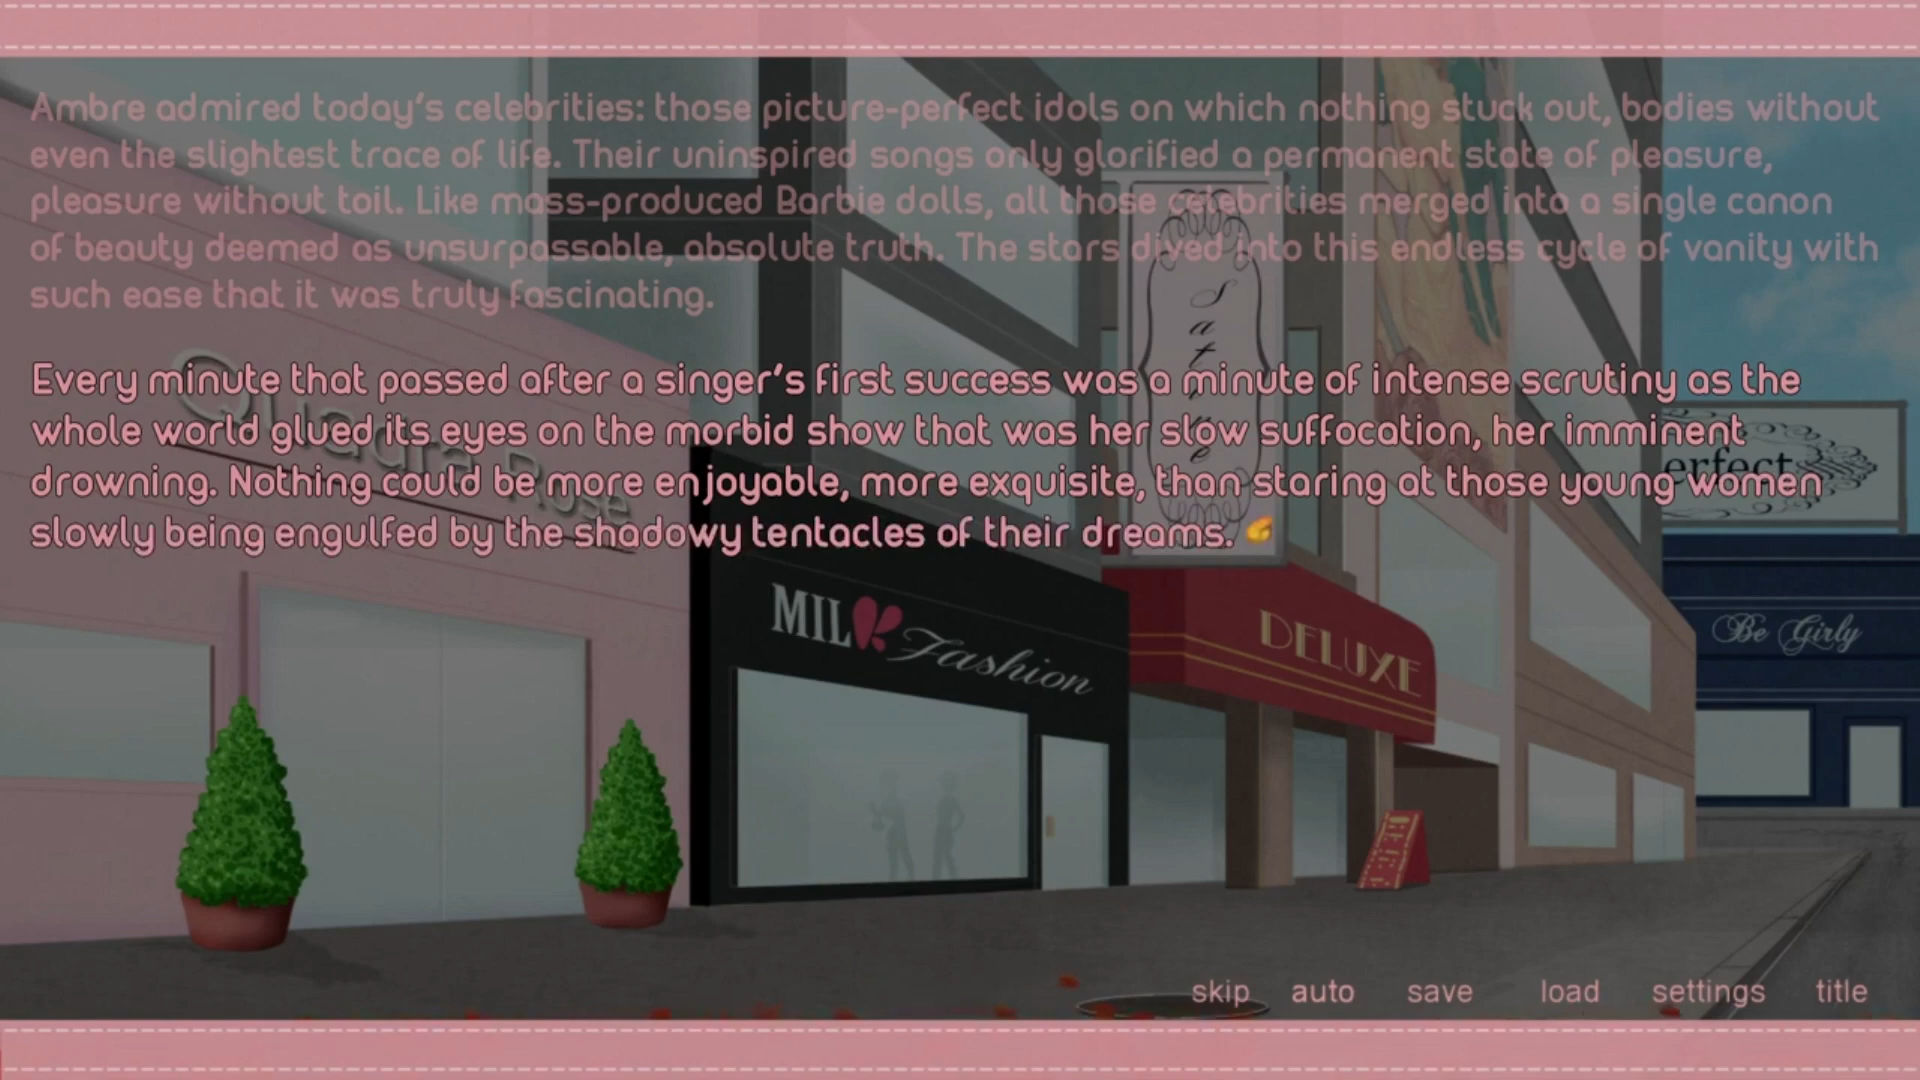 Ambre admired today's celebrities: those picture-perfect idols on which nothing stuck out, bodies without
even the slightest trace of life. Their uninspired songs only glorified a permanent state of pleasure,
pleasure without toil. Like mass-produced Barbie dolls, all those celebrities merged into a single canon
of beauty deemed as unsurpassable, absolute truth. The stars dived into this endless cycle of vanity with
such ease that it was truly fascinating.
Every minute that passed after a singer's first success was a minute of intense scrutiny as the
whole world glued its eyes on the morbid show that was her slow suffocation, her imminent
drowning. Nothing could be more enjoyable, more exquisite, than staring at those young women
slowly being engulfed by the shadowy tentacles of their dreams.
Quadra Rose
Satire
erfect
MILK Fashion
DELUXE
Be Girly
skip auto save load settings title